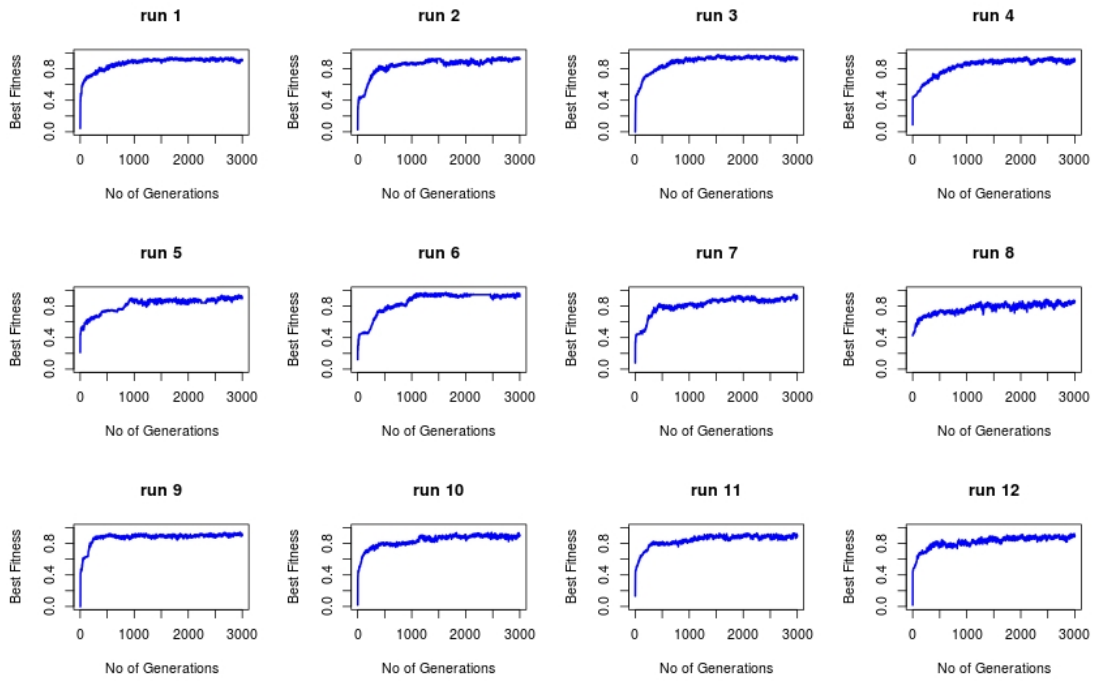 run 1
run 2
run 3
run 4
Best Fitness
0.0 0.4 0.8
Best Fitness
0.0 0.4 0.8
Best Fitness
0.0 0.4 0.8
Best Fitness
0.0 0.4 0.8
0 1000 2000 3000
0 1000 2000 3000
0 1000 2000 3000
0 1000 2000 3000
No of Generations
No of Generations
No of Generations
No of Generations
run 5
run 6
run 7
run 8
Best Fitness
0.0 0.4 0.8
Best Fitness
0.0 0.4 0.8
Best Fitness
0.0 0.4 0.8
Best Fitness
0.0 0.4 0.8
0 1000 2000 3000
0 1000 2000 3000
0 1000 2000 3000
0 1000 2000 3000
No of Generations
No of Generations
No of Generations
No of Generations
run 9
run 10
run 11
run 12
Best Fitness
0.0 0.4 0.8
Best Fitness
0.0 0.4 0.8
Best Fitness
0.0 0.4 0.8
Best Fitness
0.0 0.4 0.8
0 1000 2000 3000
0 1000 2000 3000
0 1000 2000 3000
0 1000 2000 3000
No of Generations
No of Generations
No of Generations
No of Generations